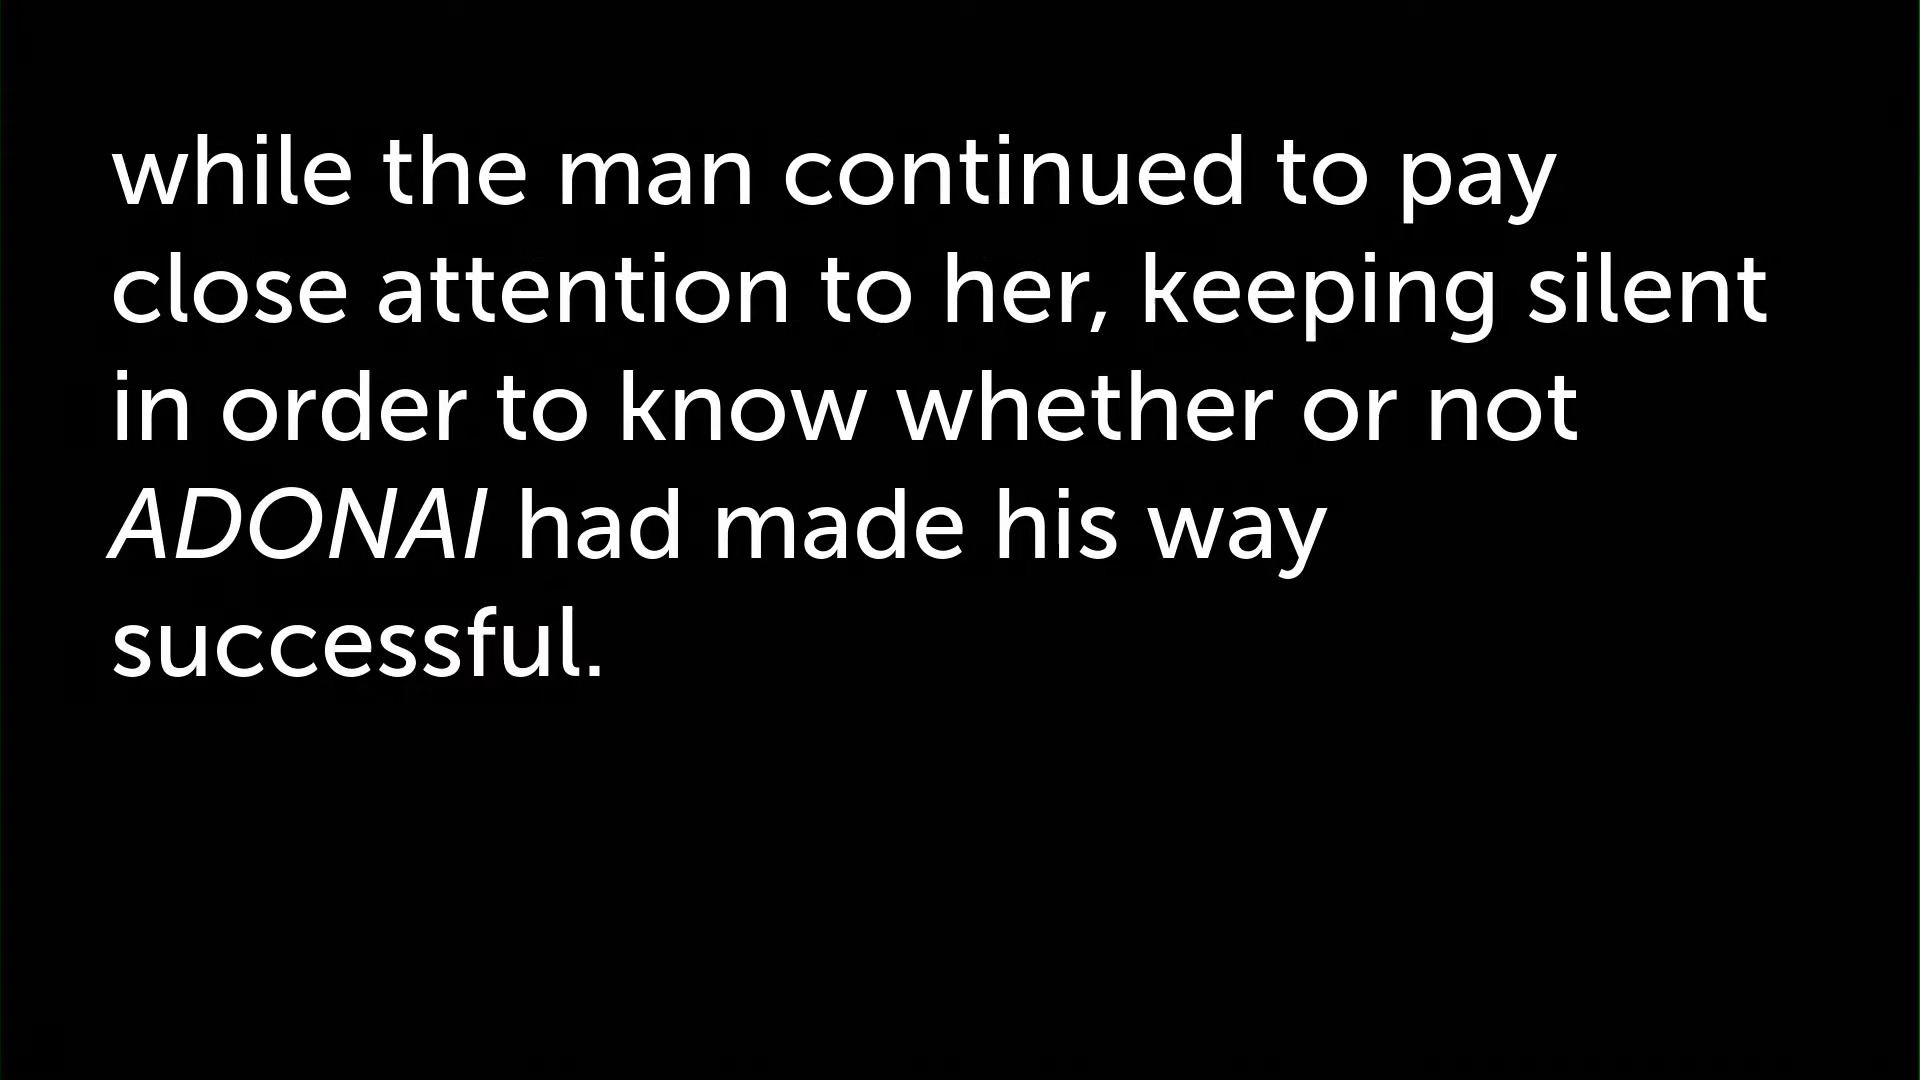 while the man continued to pay
close attention to her, keeping silent
in order to know whether or not
ADONAI had made his way
successful.